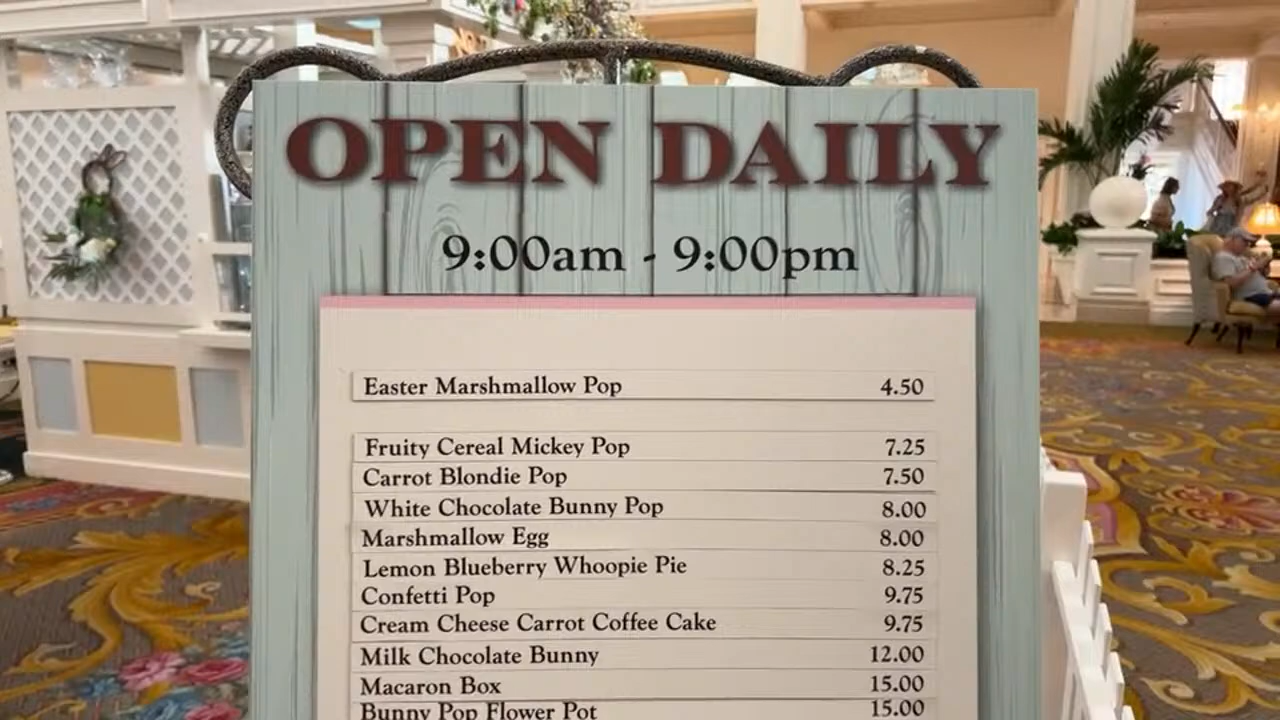 OPEN DAILY
9:00am - 9:00pm
Easter Marshmallow Pop 4.50
Fruity Cereal Mickey Pop 7.25
Carrot Blondie Pop 7.50
White Chocolate Bunny Pop 8.00
Marshmallow Egg 8.00
Lemon Blueberry Whoopie Pie 8.25
Confetti Pop 9.75
Cream Cheese Carrot Coffee Cake 9.75
Milk Chocolate Bunny 12.00
Macaron Box 15.00
Bunny Pop Flower Pot 15.00